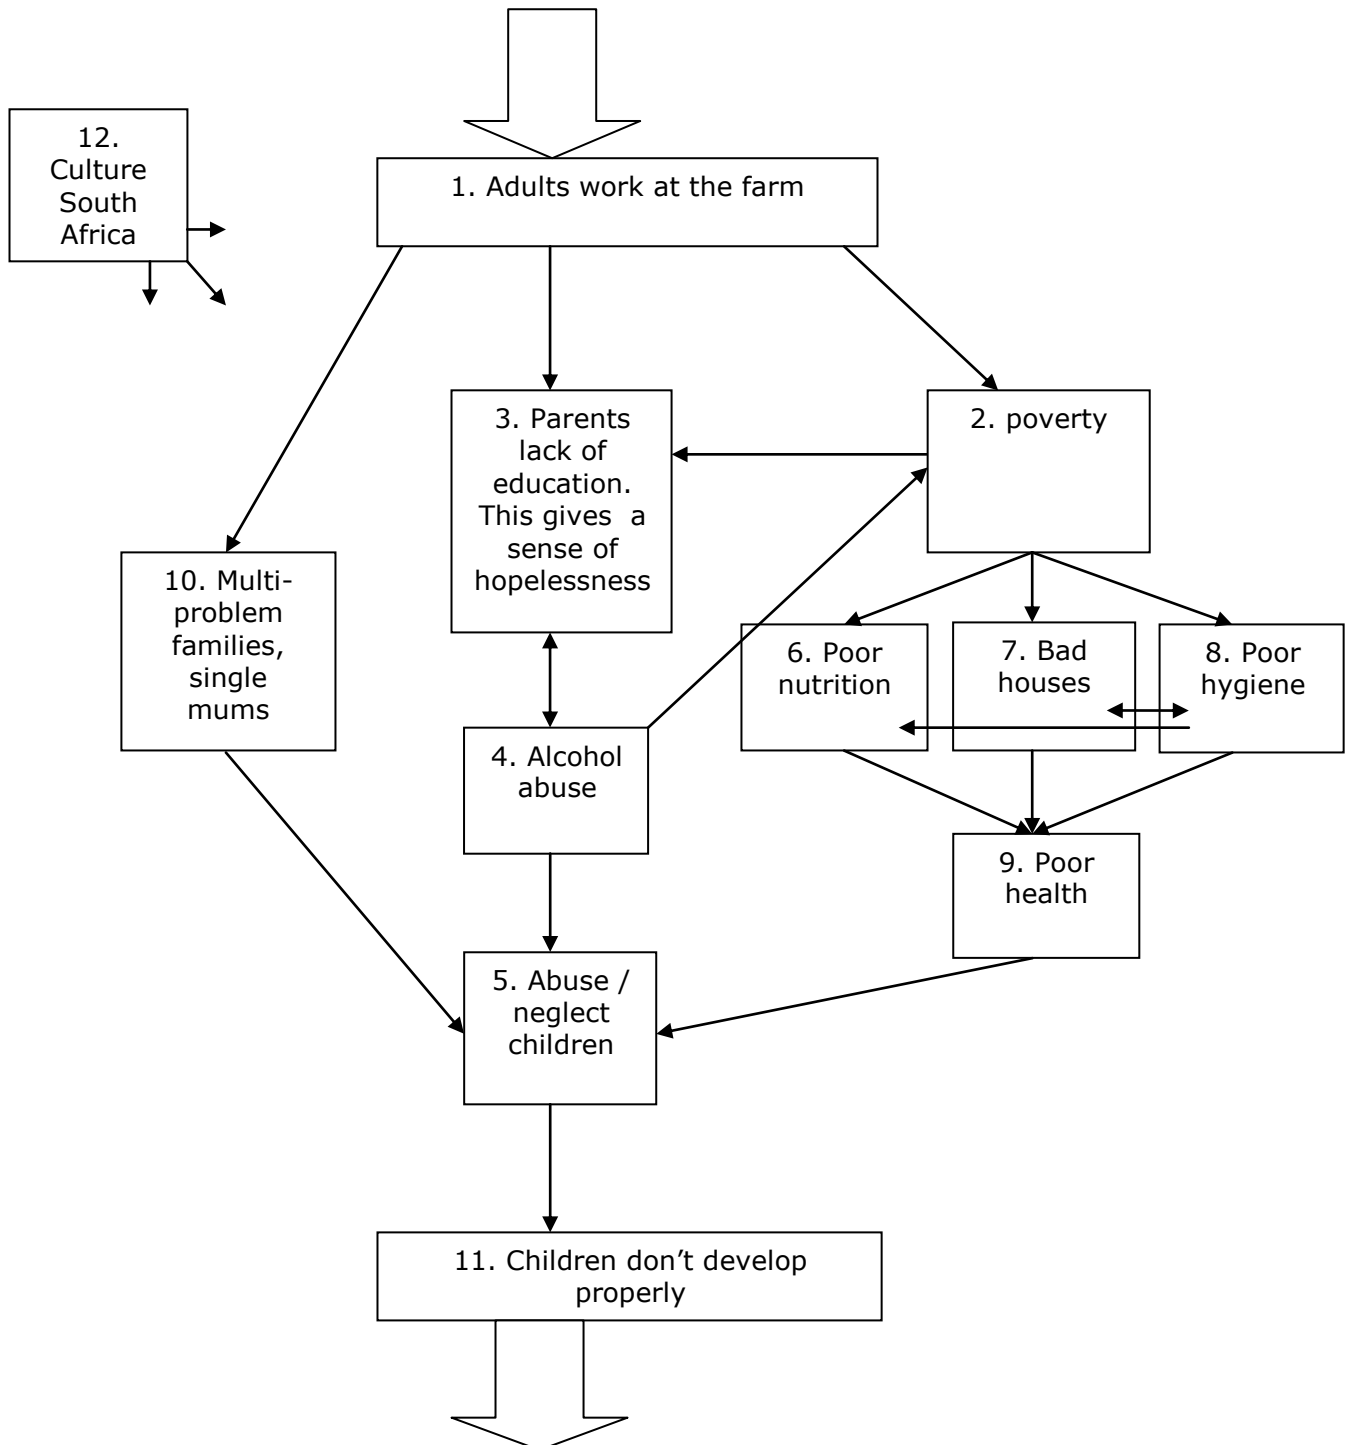 12.
Culture
South
Africa
1. Adults work at the farm
3. Parents
lack of
education.
This gives a
sense of
hopelessness
2. poverty
10. Multi-
problem
families,
single
mums
6. Poor
nutrition
7. Bad
houses
8. Poor
hygiene
4. Alcohol
abuse
9. Poor
health
5. Abuse /
neglect
children
11. Children don’t develop
properly